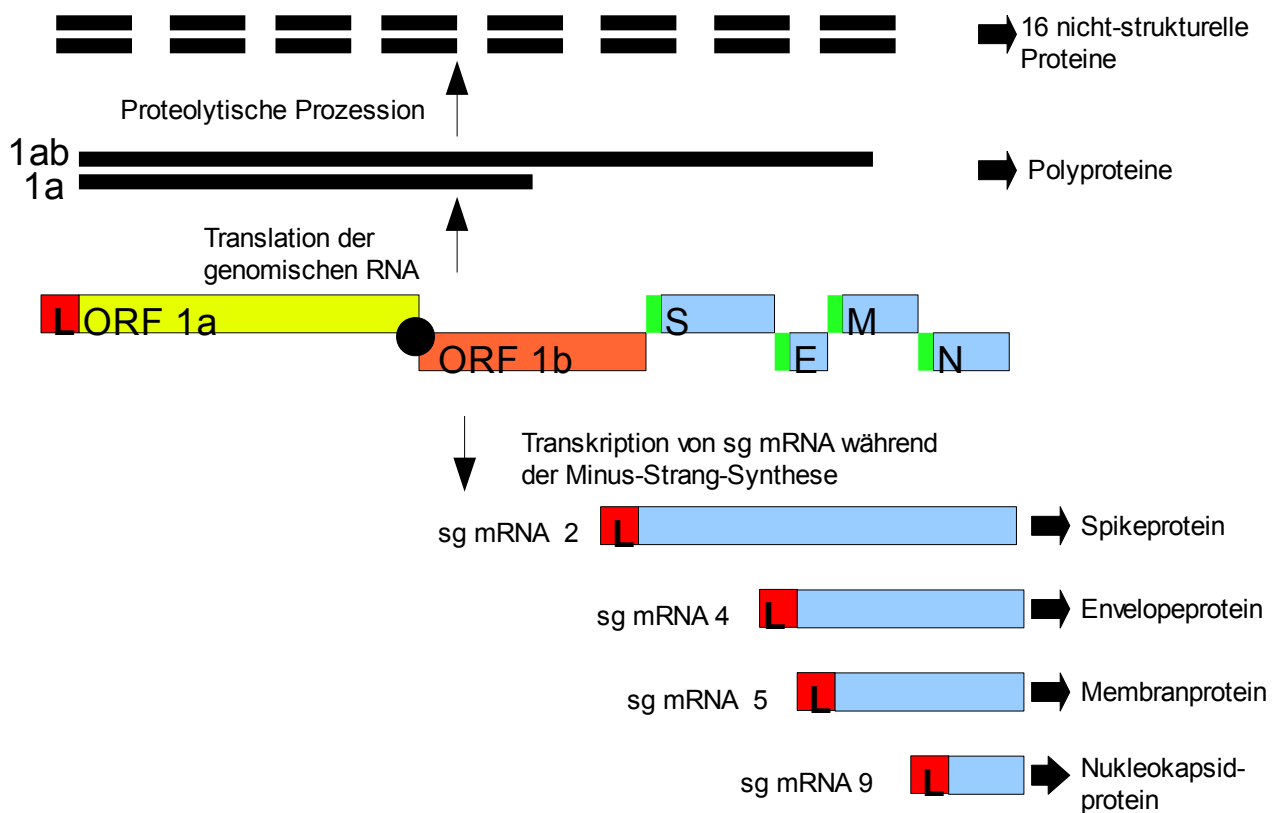 16 nicht-strukturelle
Proteine
Proteolytische Prozession
1ab
1a
Polyproteine
Translation der
genomischen RNA
L ORF 1a
ORF 1b
S
E
M
N
Transkription von sg mRNA während
der Minus-Strang-Synthese
sg mRNA 2
L
Spikeprotein
sg mRNA 4
L
Envelopeprotein
sg mRNA 5
L
Membranprotein
sg mRNA 9
L
Nukleokapsid-
protein